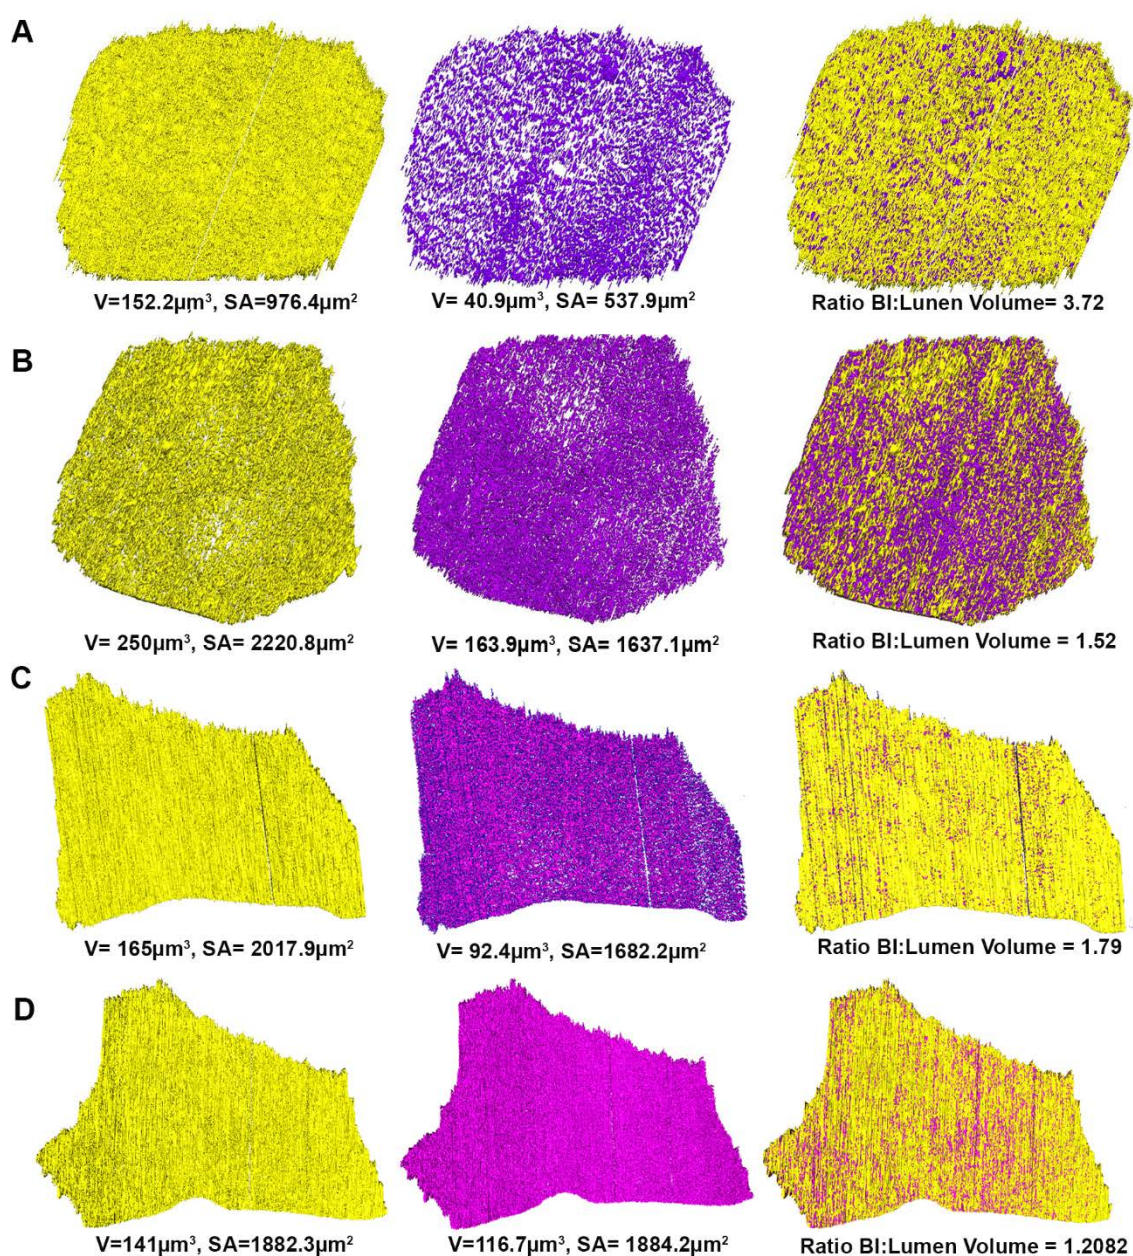 A
V=152.2µm³, SA=976.4µm²
V= 40.9µm³, SA= 537.9µm²
Ratio BI:Lunen Volume= 3.72
B
V= 250µm³, SA= 2220.8µm²
V= 163.9µm³, SA= 1637.1µm²
Ratio BI:Lumen Volume = 1.52
C
V= 165µm³, SA= 2017.9µm²
V= 92.4µm³, SA=1682.2µm²
Ratio BI:Lumen Volume = 1.79
D
V=141µm³, SA=1882.3µm²
V=116.7µm³, SA= 1884.2µm²
Ratio BI:Lumen Volume = 1.2082